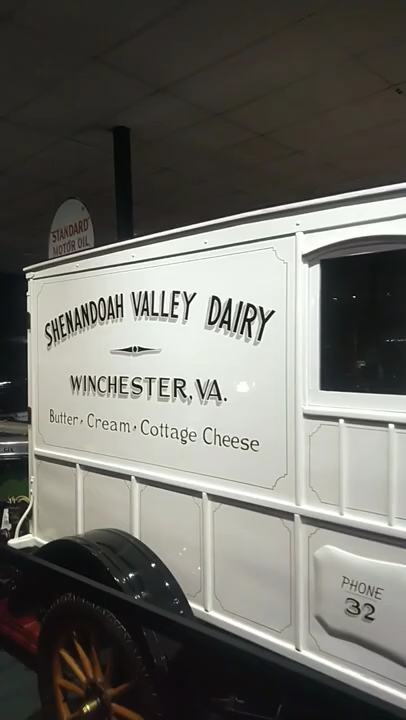 STANDARD
MOTOR OIL
SHENANDOAH VALLEY DAIRY
WINCHESTER, VA.
Butter · Cream · Cottage Cheese
PHONE
32